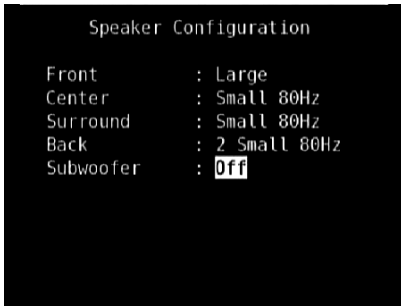 Speaker Configuration
Front : Large
Center : Small 80Hz
Surround : Small 80Hz
Back : 2 Small 80Hz
Subwoofer : Off